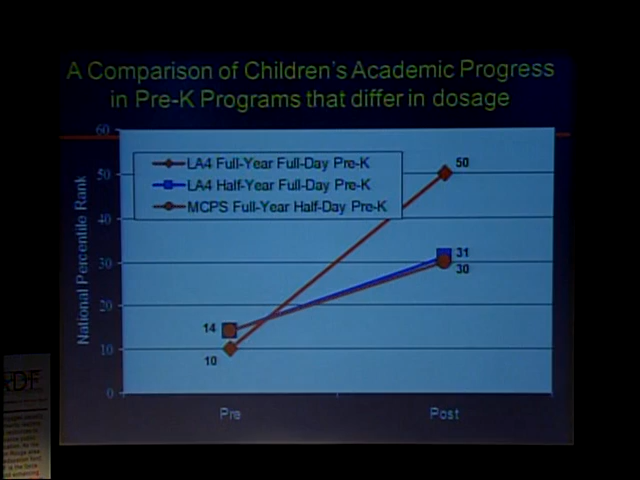 A Comparison of Children's Academic Progress
in Pre-K Programs that differ in dosage
60
50
40
30
20
10
0
National Percentile Rank
LA4 Full-Year Full-Day Pre-K
LA4 Half-Year Full-Day Pre-K
MCPS Full-Year Half-Day Pre-K
50
31
30
14
10
Pre
Post